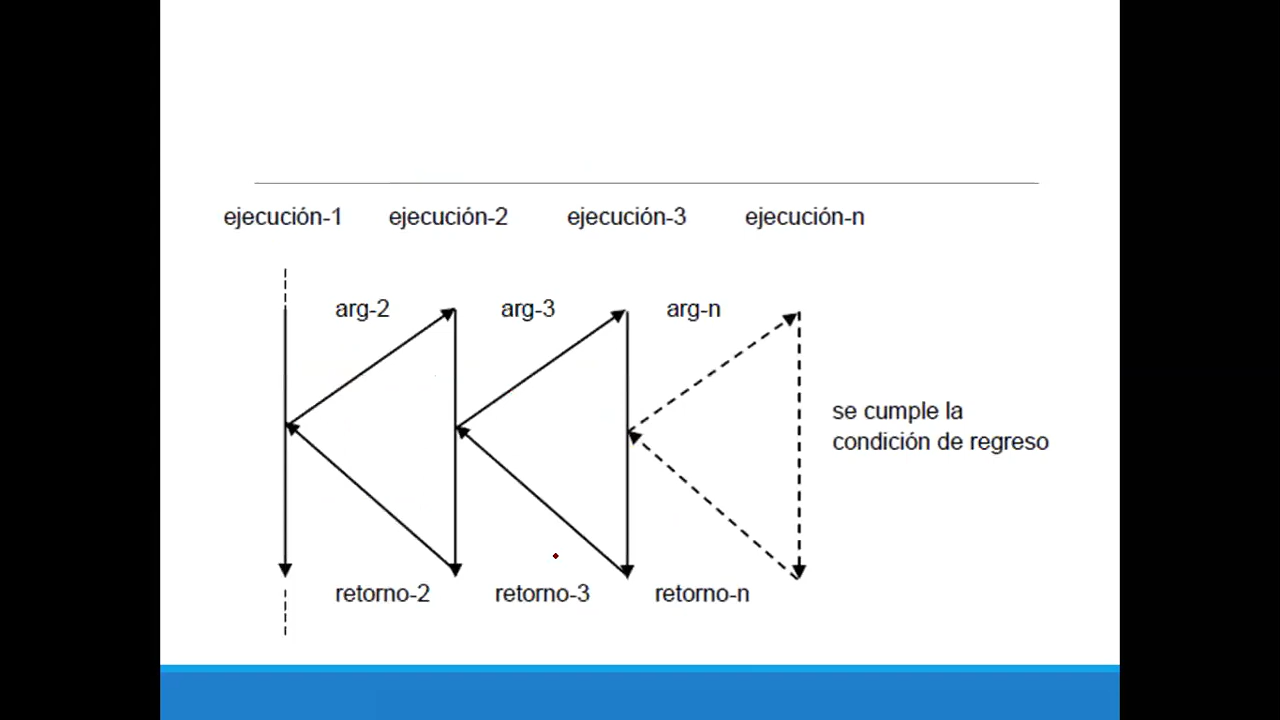 ejecución-1 ejecución-2 ejecución-3 ejecución-n
arg-2 arg-3 arg-n
se cumple la
condición de regreso
retorno-2 retorno-3 retorno-n